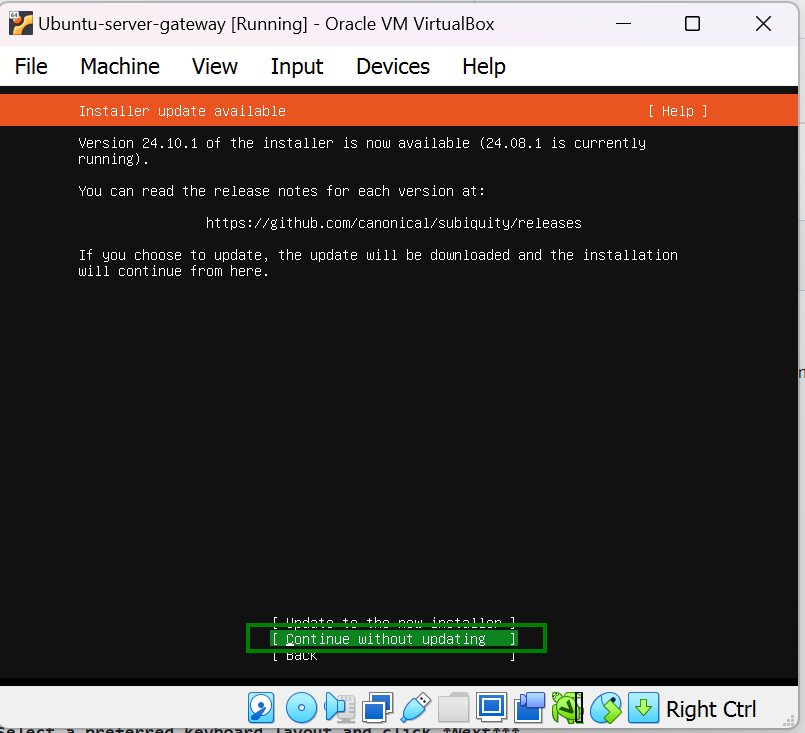 Ubuntu-server-gateway [Running] - Oracle VM VirtualBox
File Machine View Input Devices Help
Installer update available [ Help ]
Version 24.10.1 of the installer is now available (24.08.1 is currently
running).
You can read the release notes for each version at:
https://github.com/canonical/subiquity/releases
If you choose to update, the update will be downloaded and the installation
will continue from here.
[ Update to the new installer ]
[ Continue without updating ]
[ Back ]
Right Ctrl
Select a preferred keyboard layout and click